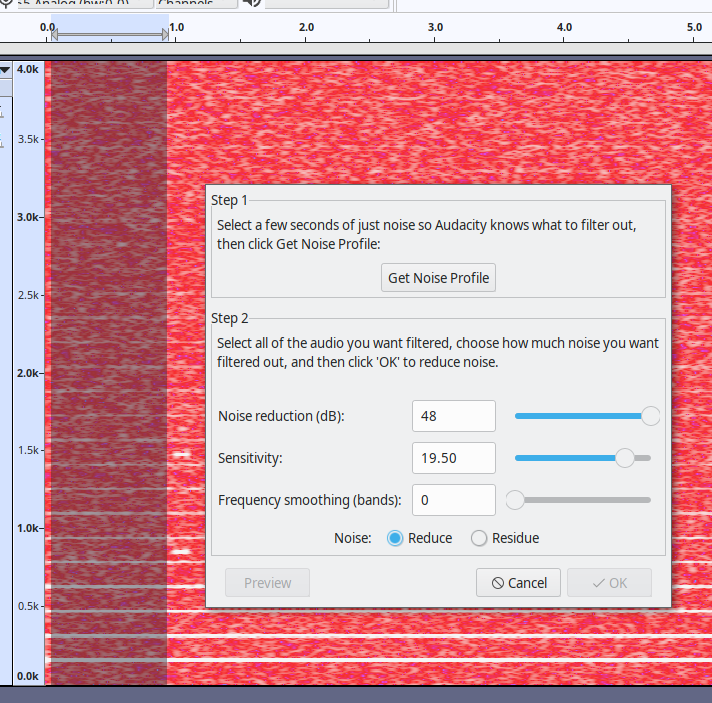 Analog (hw:0,0) Channels
0.0 1.0 2.0 3.0 4.0 5.0
4.0k
3.5k
3.0k
2.5k
2.0k
1.5k
1.0k
0.5k
0.0k
Step 1
Select a few seconds of just noise so Audacity knows what to filter out,
then click Get Noise Profile:
Get Noise Profile
Step 2
Select all of the audio you want filtered, choose how much noise you want
filtered out, and then click 'OK' to reduce noise.
Noise reduction (dB): 48
Sensitivity: 19.50
Frequency smoothing (bands): 0
Noise: Reduce Residue
Preview Cancel OK